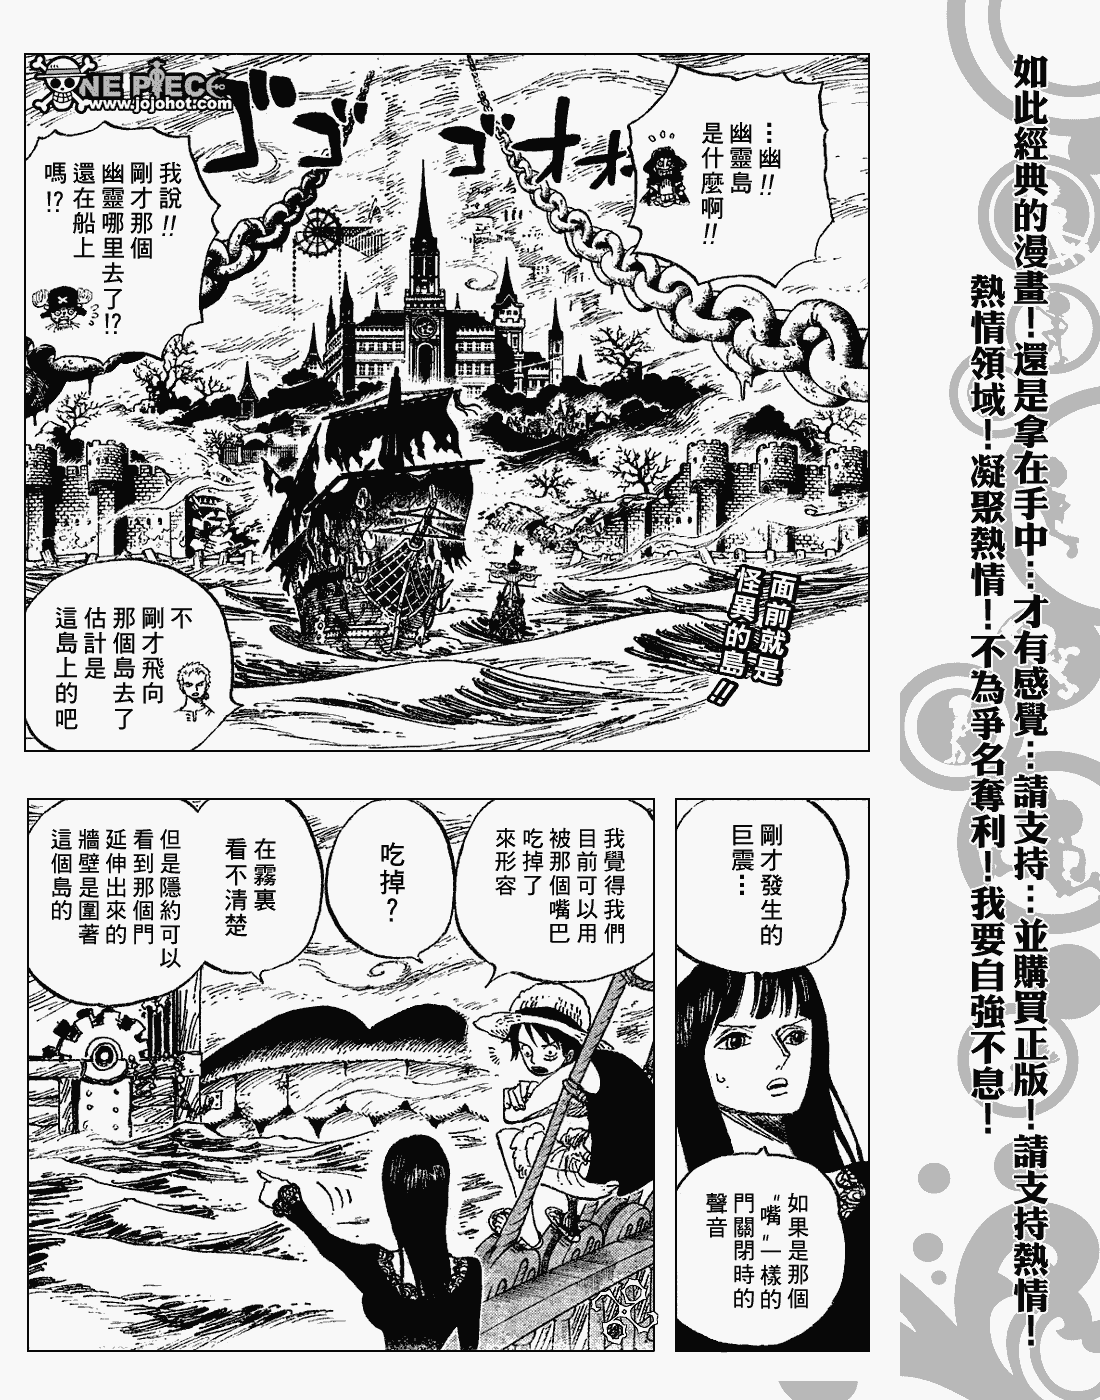 ONE PIECE
www.jojohot.com
…幽!!
幽靈島
是什麼啊!!
ゴゴゴオォ
我說!!
剛才那個
幽靈哪里去了!?
還在船上
嗎!?
面前就是
怪異的島!!
不
剛才飛向
那個島去了
估計是
這島上的吧
剛才發生的
巨震…
如果是那個
“嘴”一樣的
門關閉時的
聲音
我覺得我們
目前可以用
被那個嘴巴
吃掉了
來形容
吃掉?
在霧裏
看不清楚
但是隱約可以
看到那個門
延伸出來的
牆壁是圍著
這個島的
如此經典的漫畫!還是拿在手中…才有感覺…請支持…並購買正版!請支持熱情!
熱情領域!凝聚熱情!不為爭名奪利!我要自強不息!